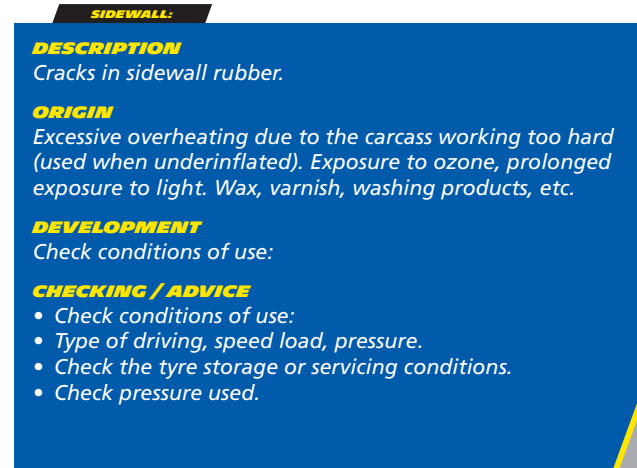 SIDEWALL:
DESCRIPTION
Cracks in sidewall rubber.
ORIGIN
Excessive overheating due to the carcass working too hard
(used when underinflated). Exposure to ozone, prolonged
exposure to light. Wax, varnish, washing products, etc.
DEVELOPMENT
Check conditions of use:
CHECKING / ADVICE
• Check conditions of use:
• Type of driving, speed load, pressure.
• Check the tyre storage or servicing conditions.
• Check pressure used.